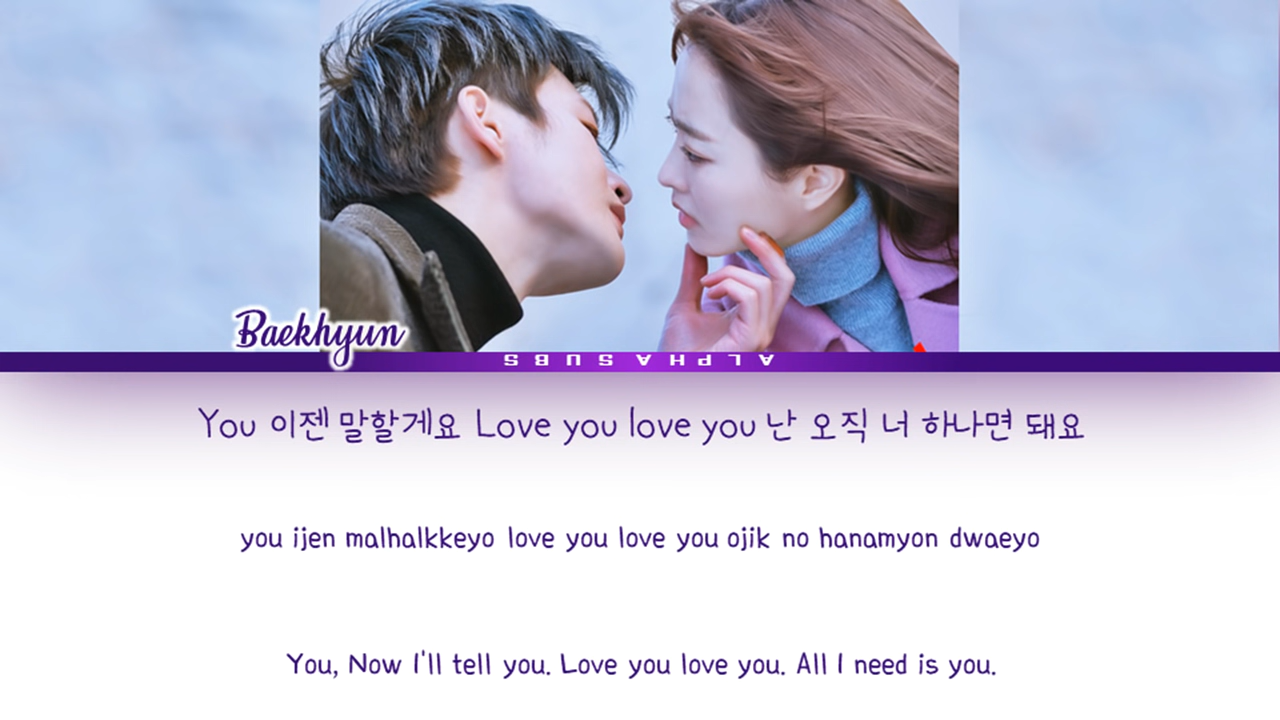 Baekhyun
ALPHASUBS
You 이젠 말할게요 Love you love you 난 오직 너 하나면 돼요
you ijen malhalkkeyo love you love you ojik no hanamyon dwaeyo
You, Now I'll tell you. Love you love you. All I need is you.